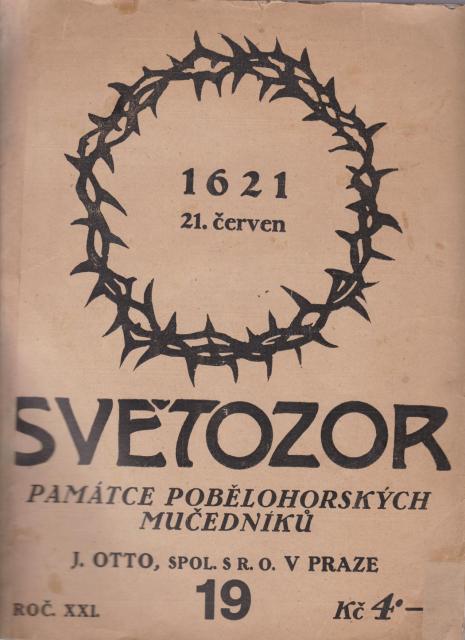 1621
21. červen
SVĚTOZOR
PAMÁTCE POBĚLOHORSKÝCH
MUČEDNÍKŮ
J. OTTO, SPOL. S R. O. V PRAZE
ROČ. XXI. 19 Kč 4·–